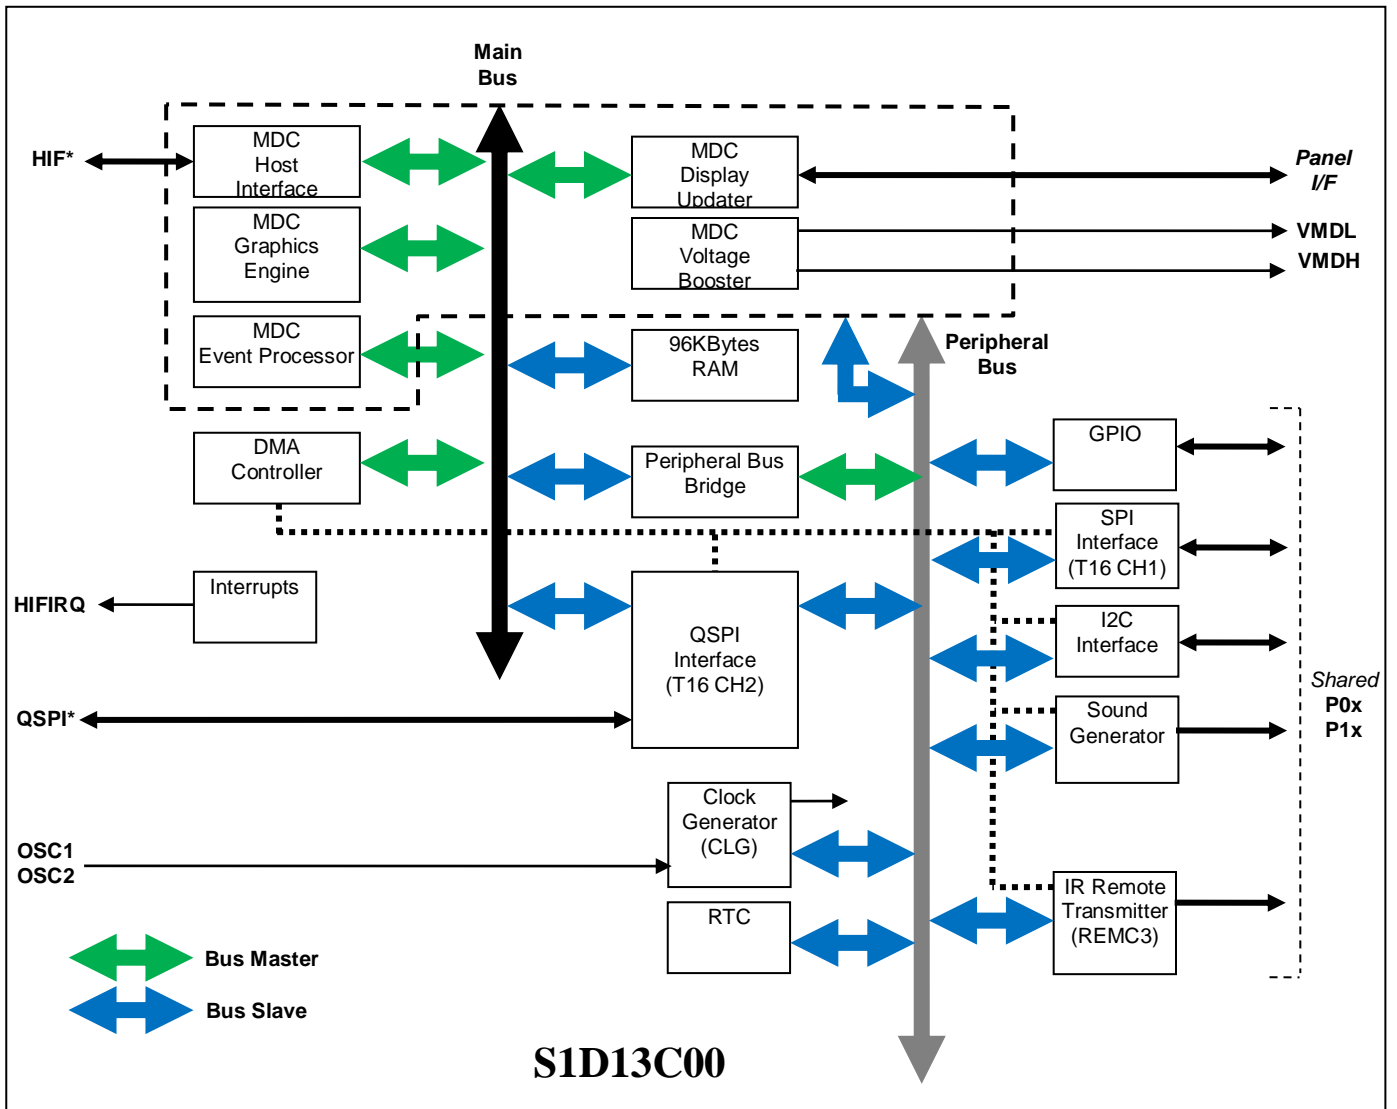 Main
Bus
HIF*
MDC
Host
Interface
MDC
Display
Updater
Panel
I/F
MDC
Graphics
Engine
MDC
Voltage
Booster
VMDL
VMDH
MDC
Event Processor
96KBytes
RAM
Peripheral
Bus
DMA
Controller
Peripheral Bus
Bridge
GPIO
SPI
Interface
(T16 CH1)
HIFIRQ
Interrupts
QSPI
Interface
(T16 CH2)
I2C
Interface
Shared
P0x
P1x
QSPI*
Sound
Generator
Clock
Generator
(CLG)
OSC1
OSC2
RTC
IR Remote
Transmitter
(REMC3)
Bus Master
Bus Slave
S1D13C00